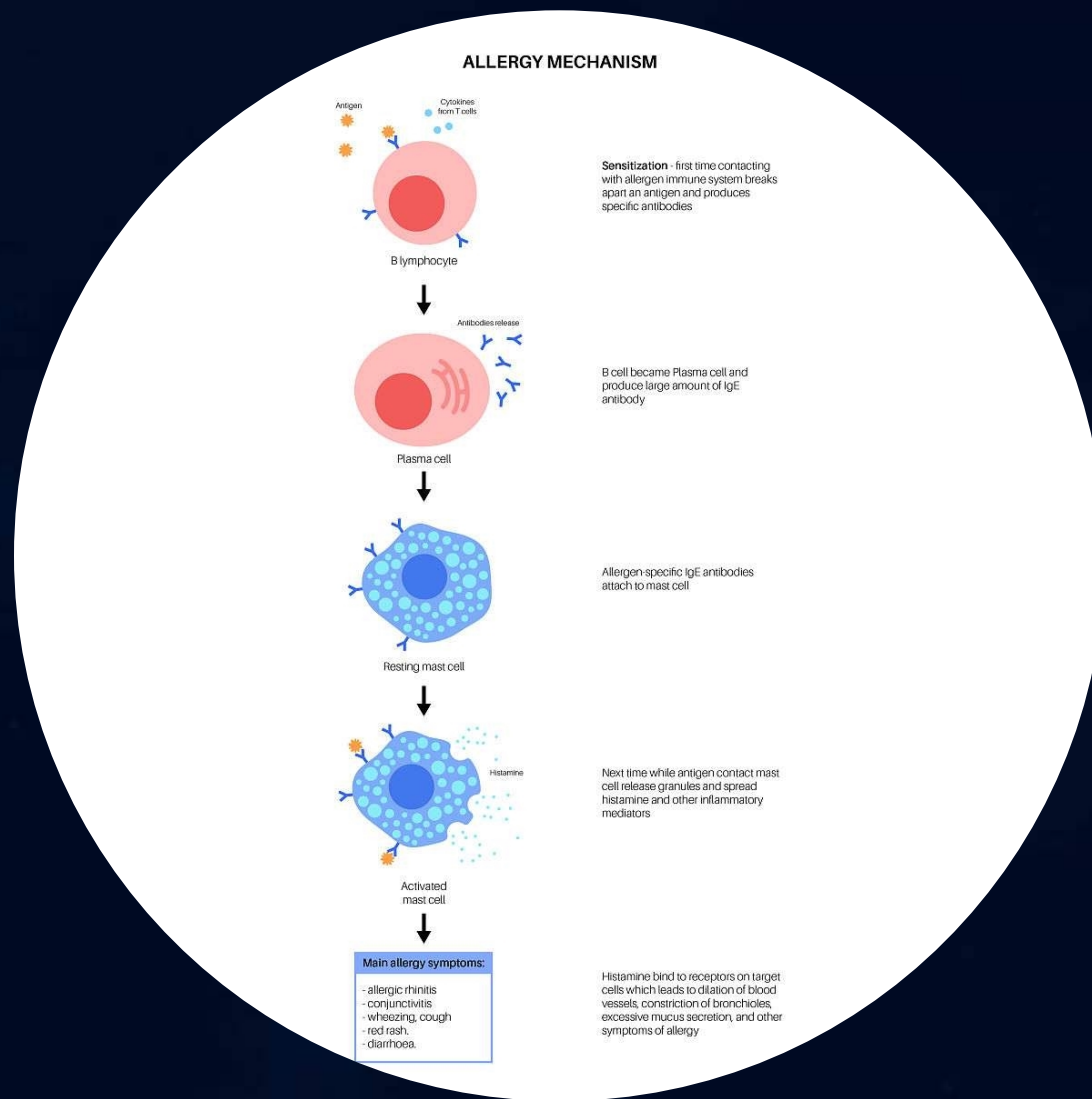 ALLERGY MECHANISM
Antigen
Cytokines
from T cells
Sensitization - first time contacting
with allergen immune system breaks
apart an antigen and produces
specific antibodies
B lymphocyte
Antibodies release
B cell became Plasma cell and
produce large amount of IgE
antibody
Plasma cell
Allergen-specific IgE antibodies
attach to mast cell
Resting mast cell
Histamine
Next time while antigen contact mast
cell release granules and spread
histamine and other inflammatory
mediators
Activated
mast cell
Main allergy symptoms:
- allergic rhinitis
- conjunctivitis
- wheezing, cough
- red rash.
- diarrhoea.
Histamine bind to receptors on target
cells which leads to dilation of blood
vessels, constriction of bronchioles,
excessive mucus secretion, and other
symptoms of allergy